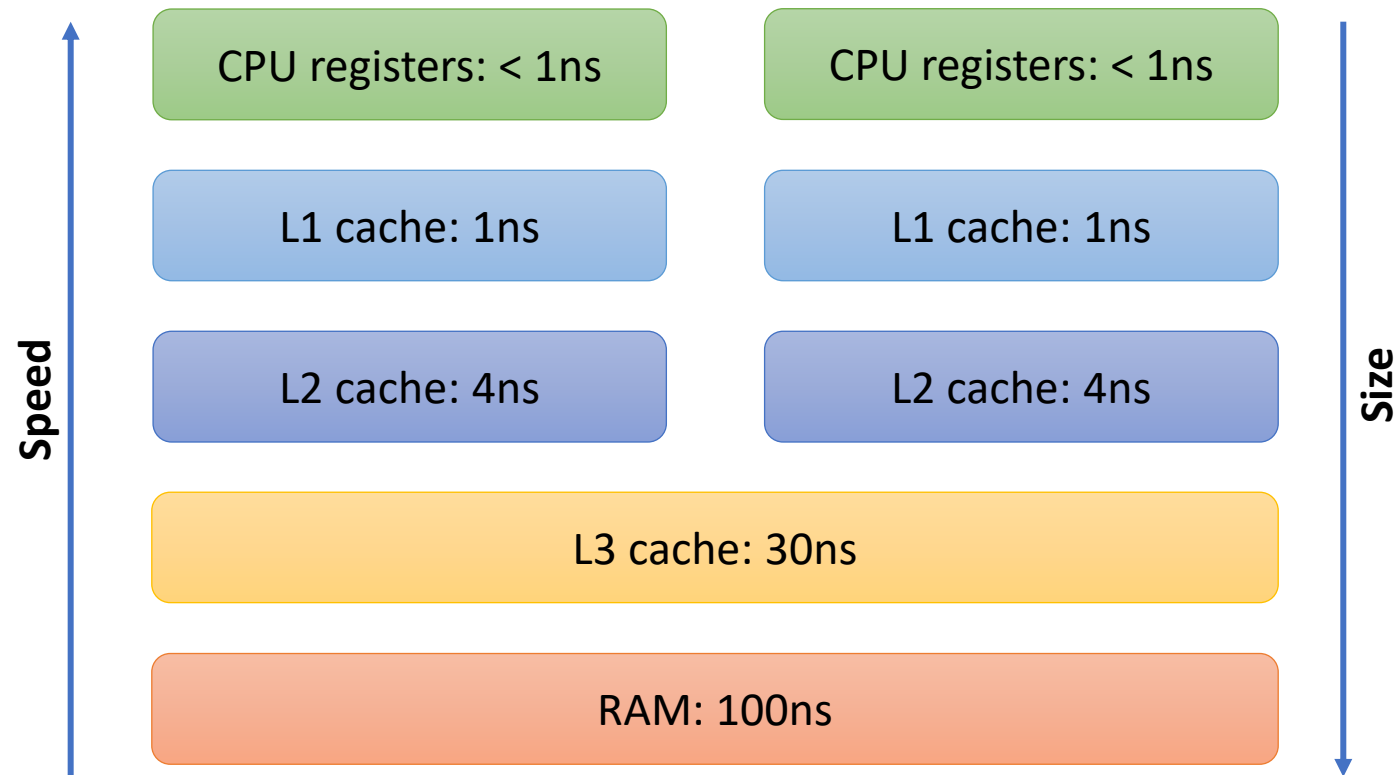 CPU registers: < 1ns
CPU registers: < 1ns
L1 cache: 1ns
L1 cache: 1ns
Speed
L2 cache: 4ns
L2 cache: 4ns
Size
L3 cache: 30ns
RAM: 100ns